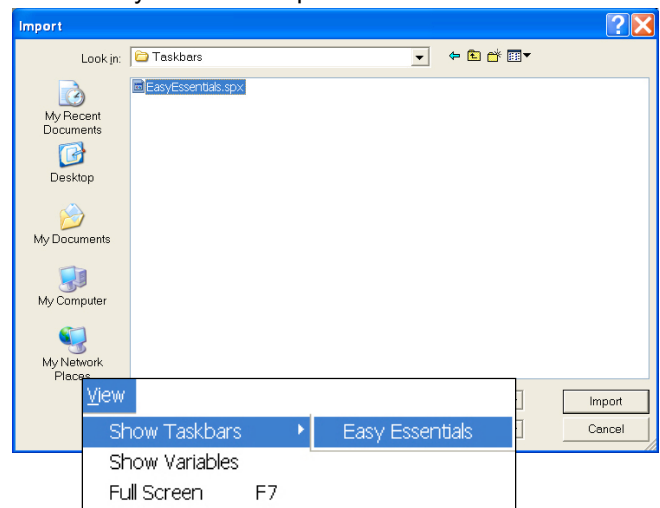 Import
Look in: Taskbars
EasyEssentials.spx
My Recent
Documents
Desktop
My Documents
My Computer
My Network
Places
Import
Cancel
View
Show Taskbars Easy Essentials
Show Variables
Full Screen F7